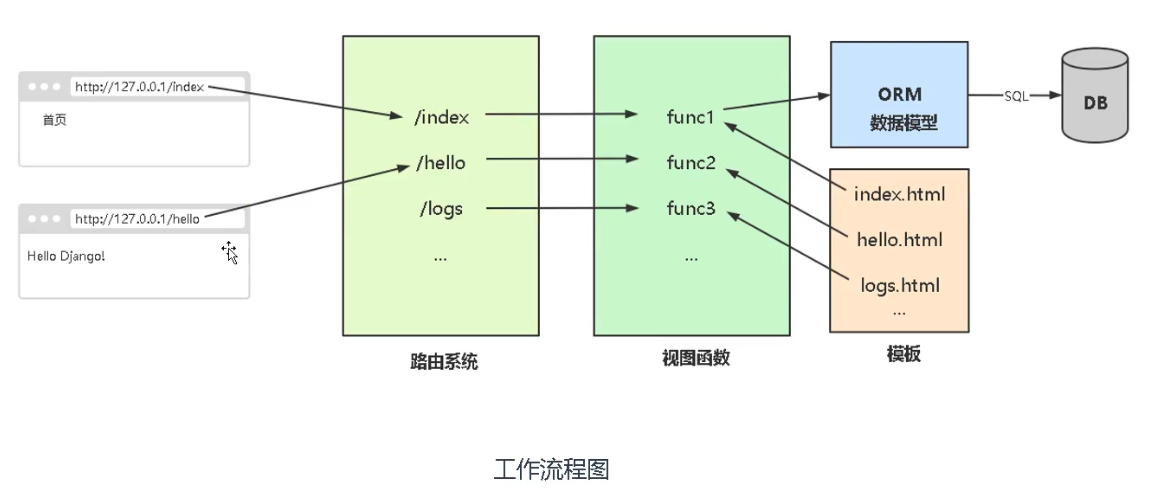 http://127.0.0.1/index
首页
http://127.0.0.1/hello
Hello Django!
/index
/hello
/logs
...
路由系统
func1
func2
func3
...
视图函数
ORM
数据模型
SQL
DB
index.html
hello.html
logs.html
...
模板
工作流程图